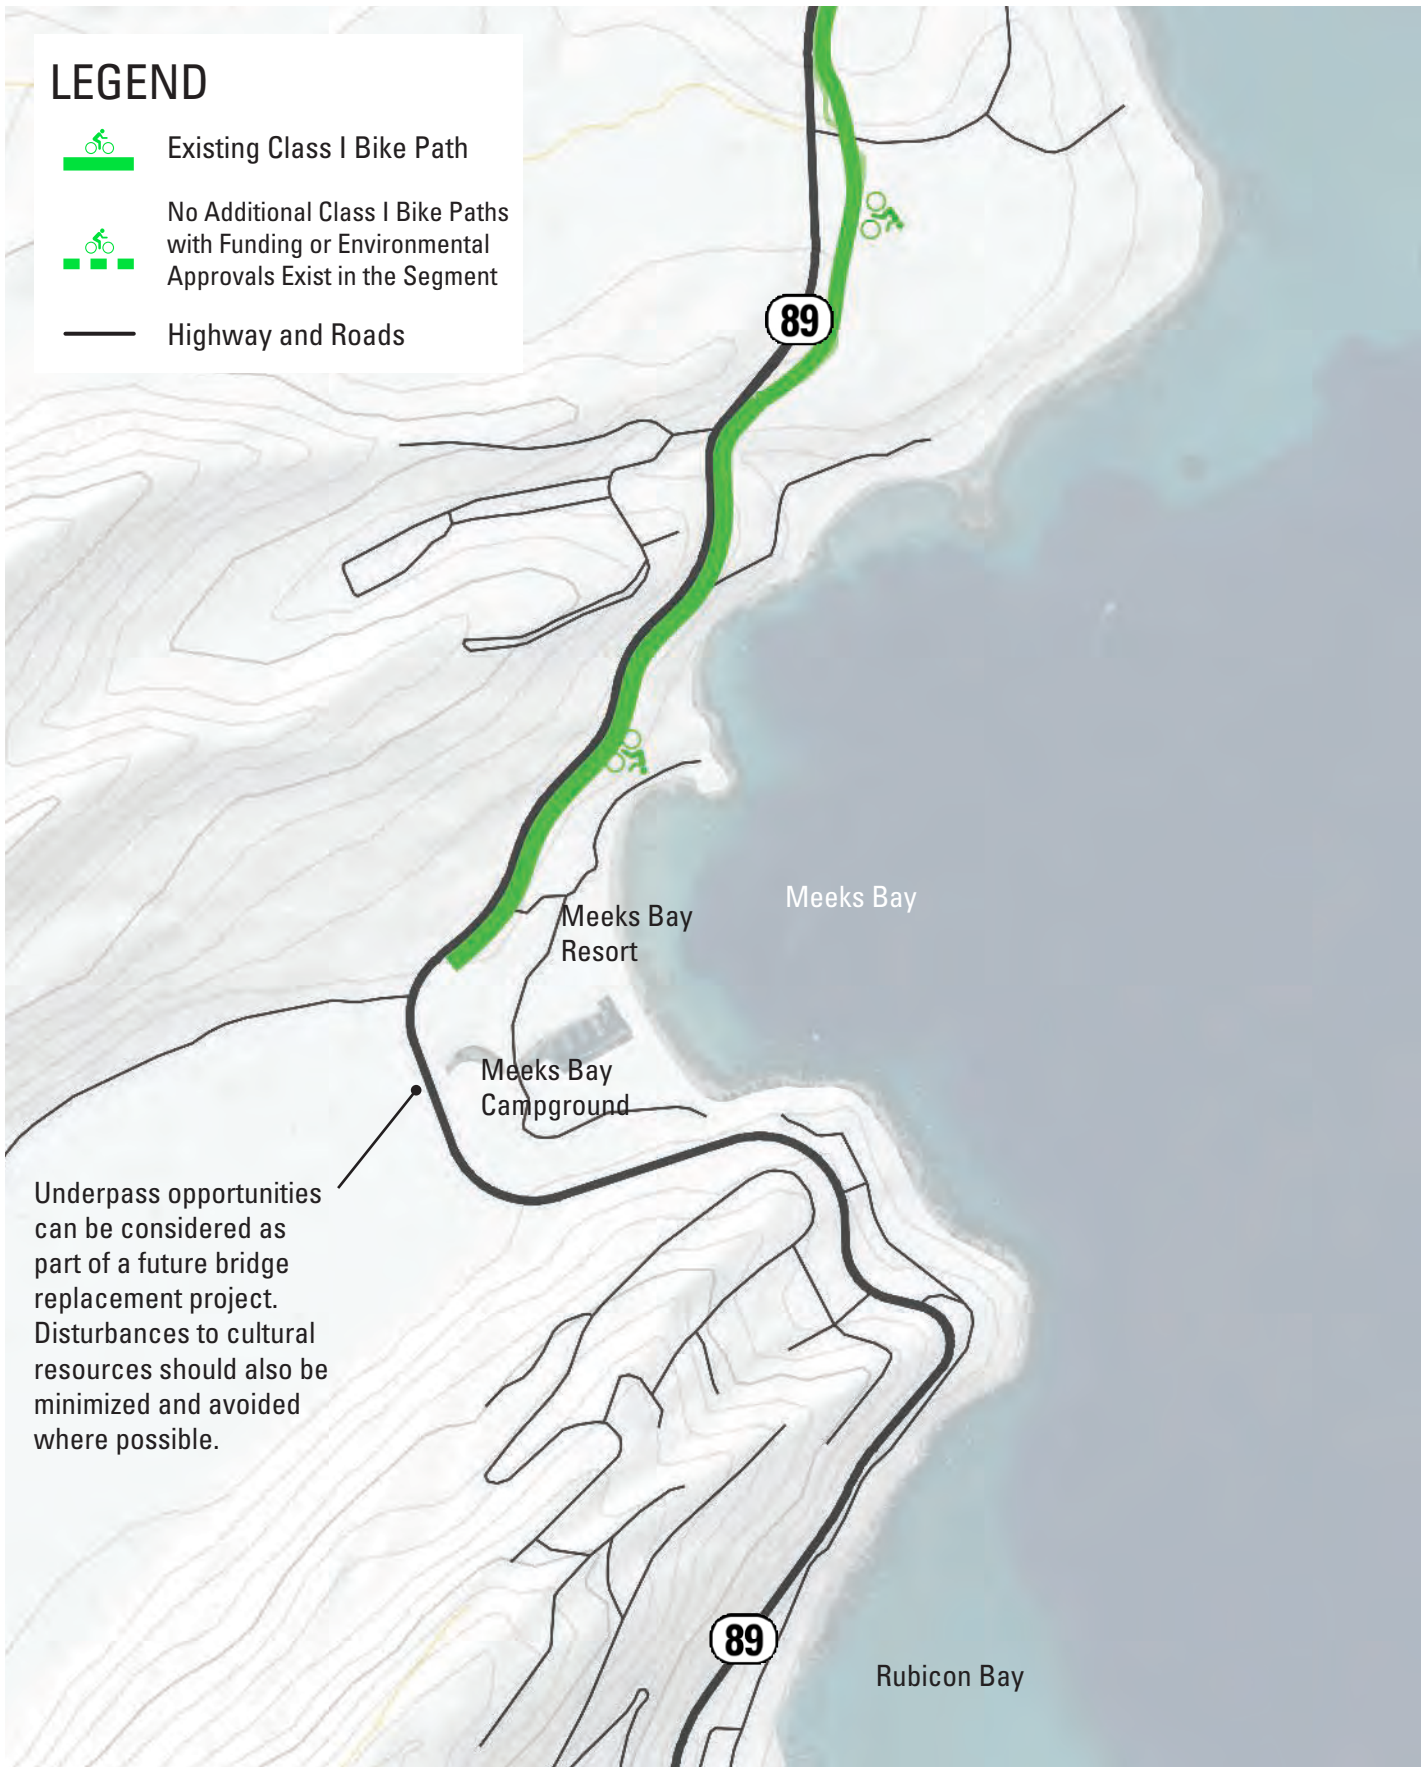 LEGEND
Existing Class I Bike Path
No Additional Class I Bike Paths
with Funding or Environmental
Approvals Exist in the Segment
Highway and Roads
89
Meeks Bay
Meeks Bay
Resort
Meeks Bay
Campground
Underpass opportunities
can be considered as
part of a future bridge
replacement project.
Disturbances to cultural
resources should also be
minimized and avoided
where possible.
89
Rubicon Bay